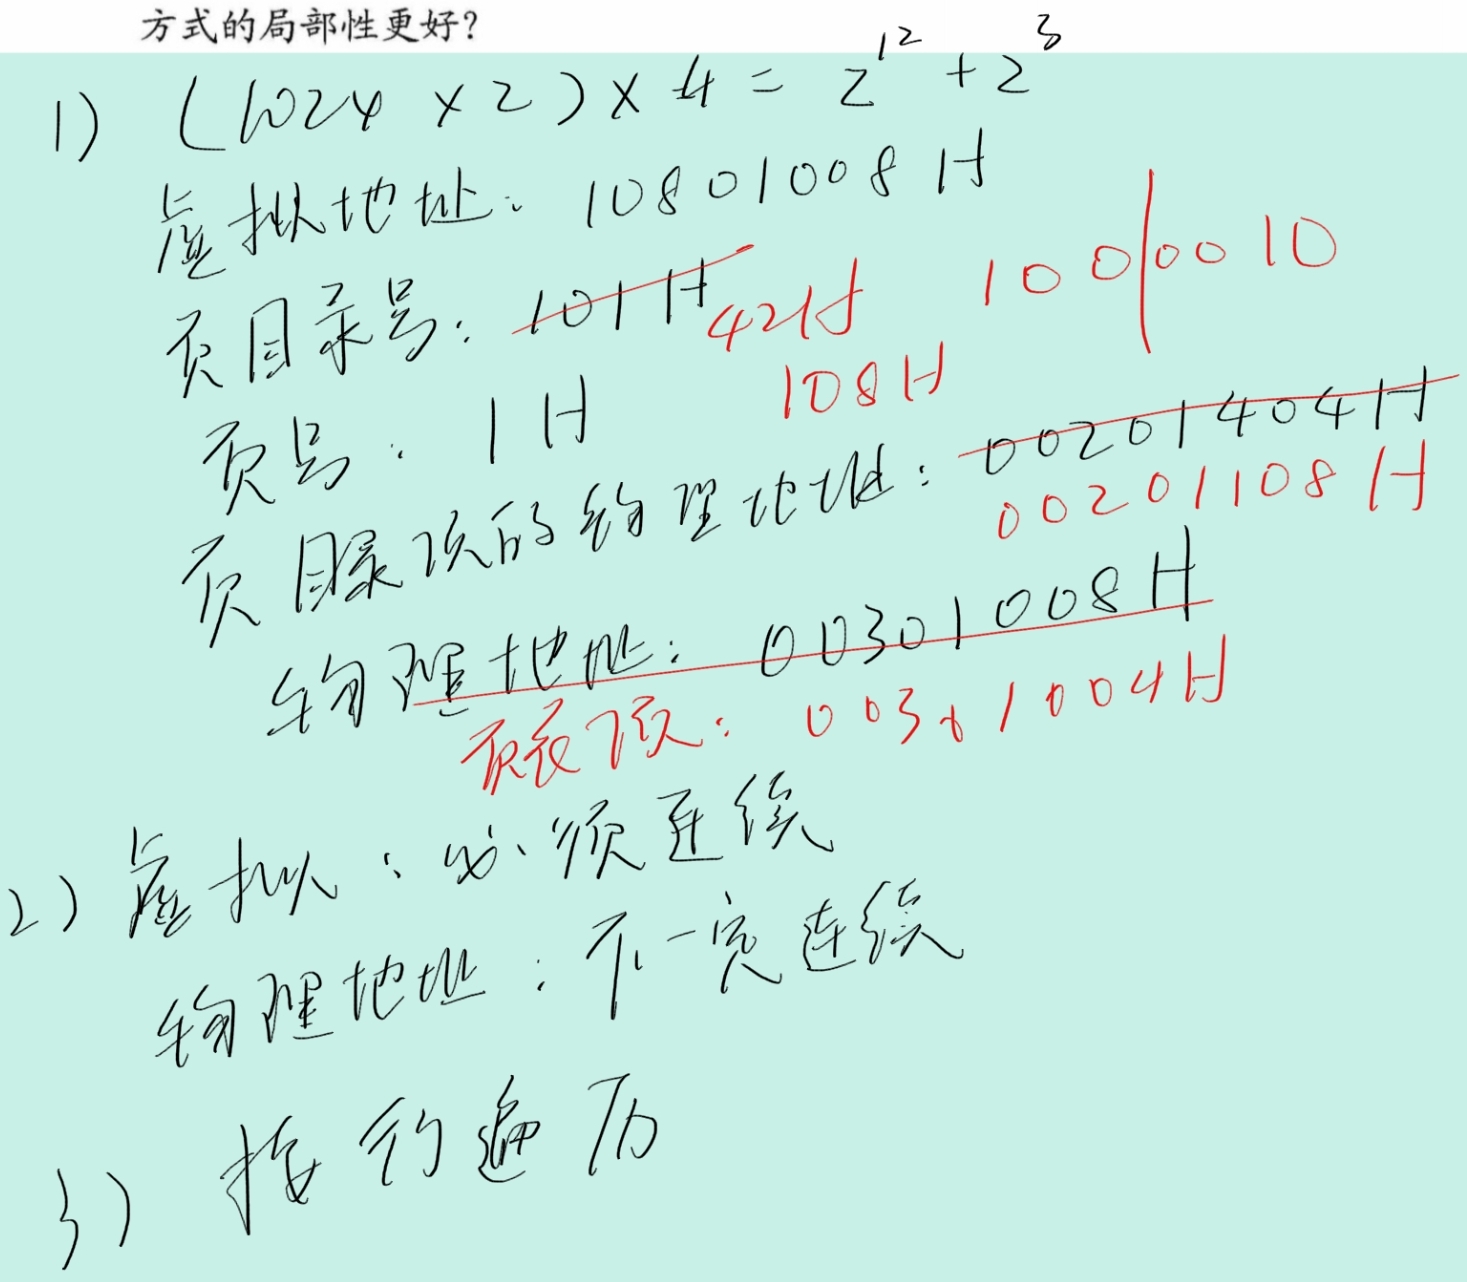 方式的局部性更好?
1) (1024 × 2) × 4 = 2^12 + 2^3
虚拟地址: 10801008H
页目录号: 101H 42H 1000010
页号: 1H 108H
页目录项的物理地址: 00201404H
00201108H
物理地址: 00301008H
页表项: 00301004H
2) 虚拟: 必须连续
物理地址: 不一定连续
3) 按行遍历